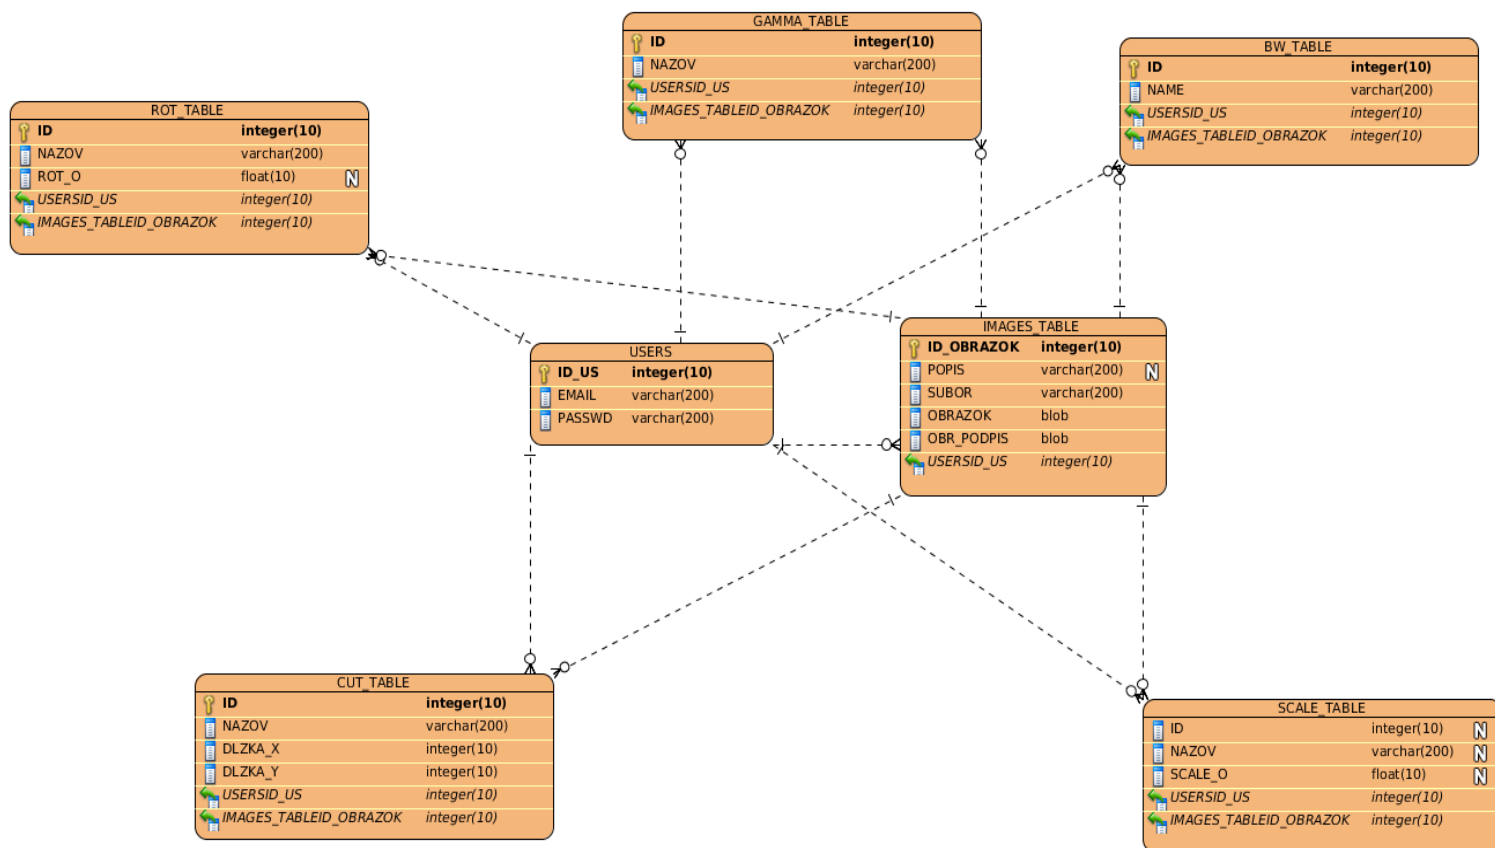 GAMMA_TABLE
ID integer(10)
NAZOV varchar(200)
USERSID_US integer(10)
IMAGES_TABLEID_OBRAZOK integer(10)
BW_TABLE
ID integer(10)
NAME varchar(200)
USERSID_US integer(10)
IMAGES_TABLEID_OBRAZOK integer(10)
ROT_TABLE
ID integer(10)
NAZOV varchar(200)
ROT_O float(10) N
USERSID_US integer(10)
IMAGES_TABLEID_OBRAZOK integer(10)
USERS
ID_US integer(10)
EMAIL varchar(200)
PASSWD varchar(200)
IMAGES_TABLE
ID_OBRAZOK integer(10)
POPIS varchar(200) N
SUBOR varchar(200)
OBRAZOK blob
OBR_PODPIS blob
USERSID_US integer(10)
CUT_TABLE
ID integer(10)
NAZOV varchar(200)
DLZKA_X integer(10)
DLZKA_Y integer(10)
USERSID_US integer(10)
IMAGES_TABLEID_OBRAZOK integer(10)
SCALE_TABLE
ID integer(10) N
NAZOV varchar(200) N
SCALE_O float(10) N
USERSID_US integer(10)
IMAGES_TABLEID_OBRAZOK integer(10)